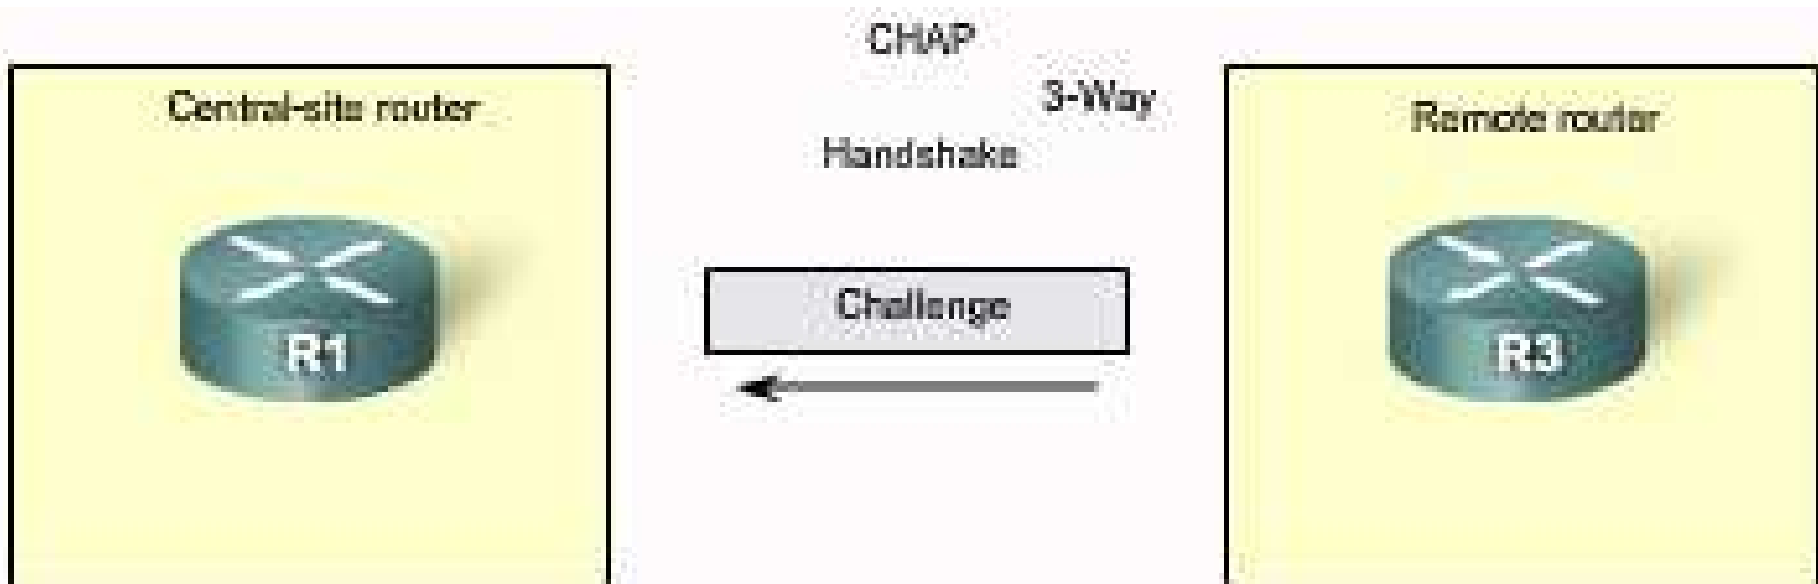 CHAP
3-Way
Handshake
Central-site router
Remote router
Challenge
R1
R3